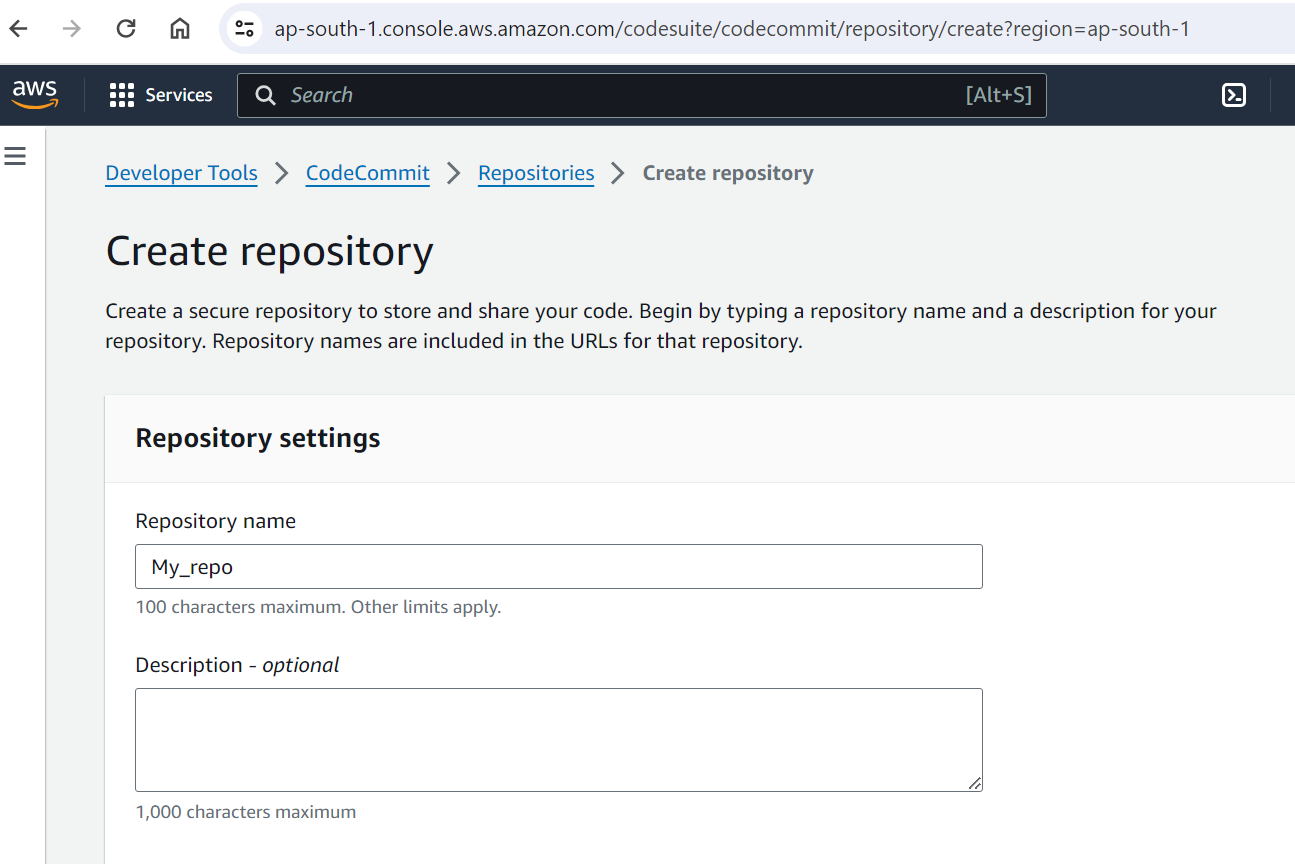 ap-south-1.console.aws.amazon.com/codesuite/codecommit/repository/create?region=ap-south-1
aws Services Search [Alt+S]
Developer Tools CodeCommit Repositories Create repository
Create repository
Create a secure repository to store and share your code. Begin by typing a repository name and a description for your
repository. Repository names are included in the URLs for that repository.
Repository settings
Repository name
My_repo
100 characters maximum. Other limits apply.
Description - optional
1,000 characters maximum